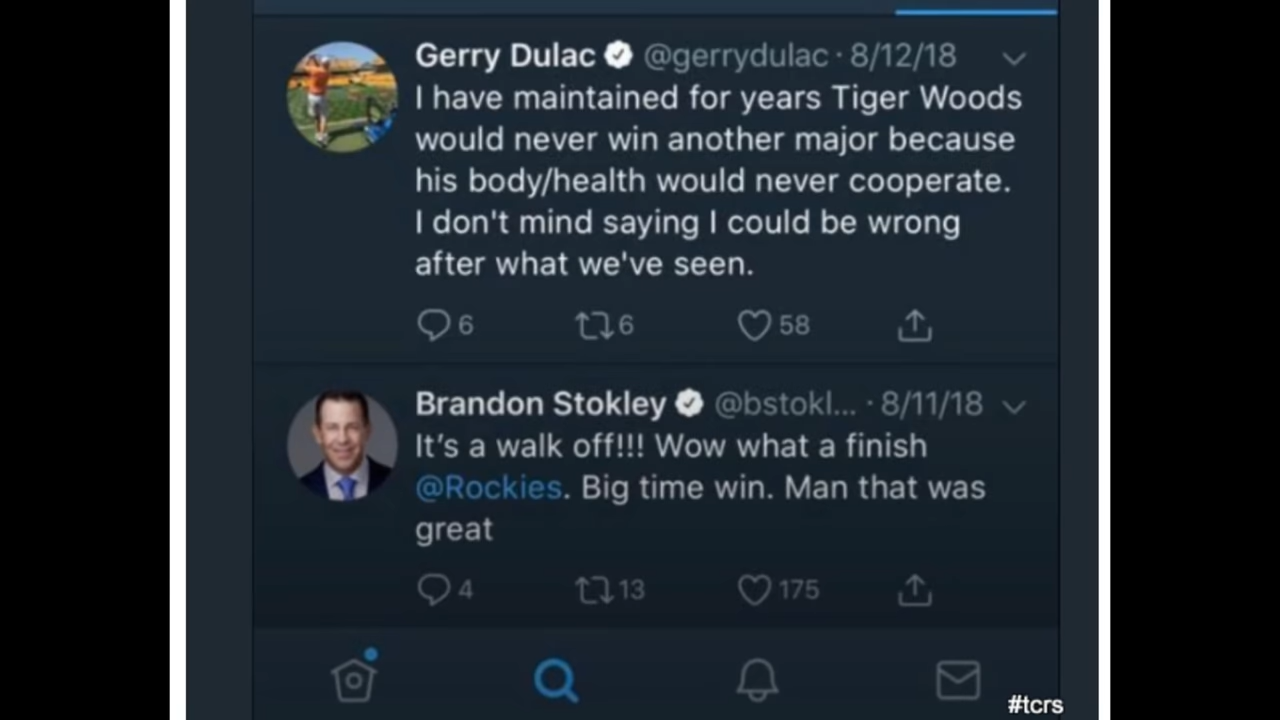 Gerry Dulac @gerrydulac · 8/12/18
I have maintained for years Tiger Woods
would never win another major because
his body/health would never cooperate.
I don't mind saying I could be wrong
after what we've seen.
6 6 58
Brandon Stokley @bstokl... · 8/11/18
It's a walk off!!! Wow what a finish
@Rockies. Big time win. Man that was
great
4 13 175
#tcrs